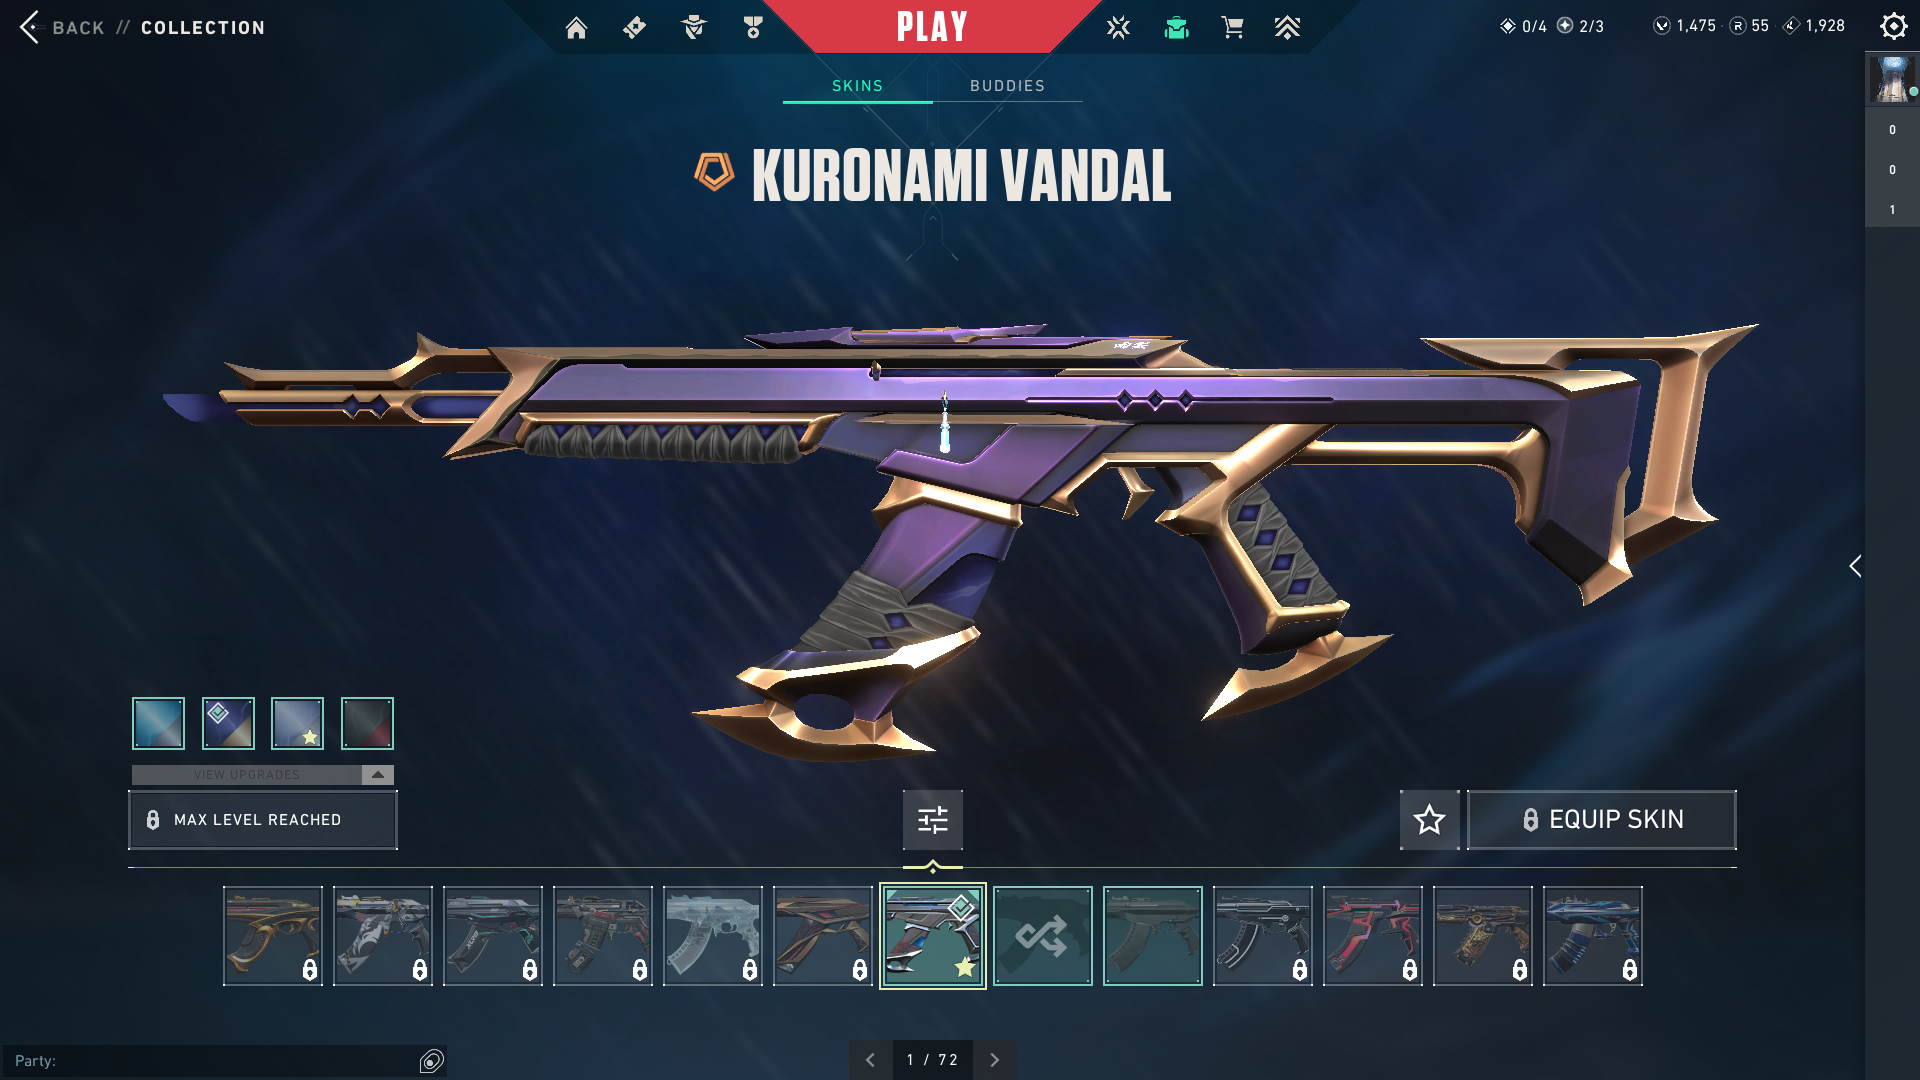 BACK // COLLECTION
PLAY
0/4 2/3
1,475 R 55 1,928
SKINS BUDDIES
0
0
1
KURONAMI VANDAL
VIEW UPGRADES
MAX LEVEL REACHED
EQUIP SKIN
Party:
1 / 72